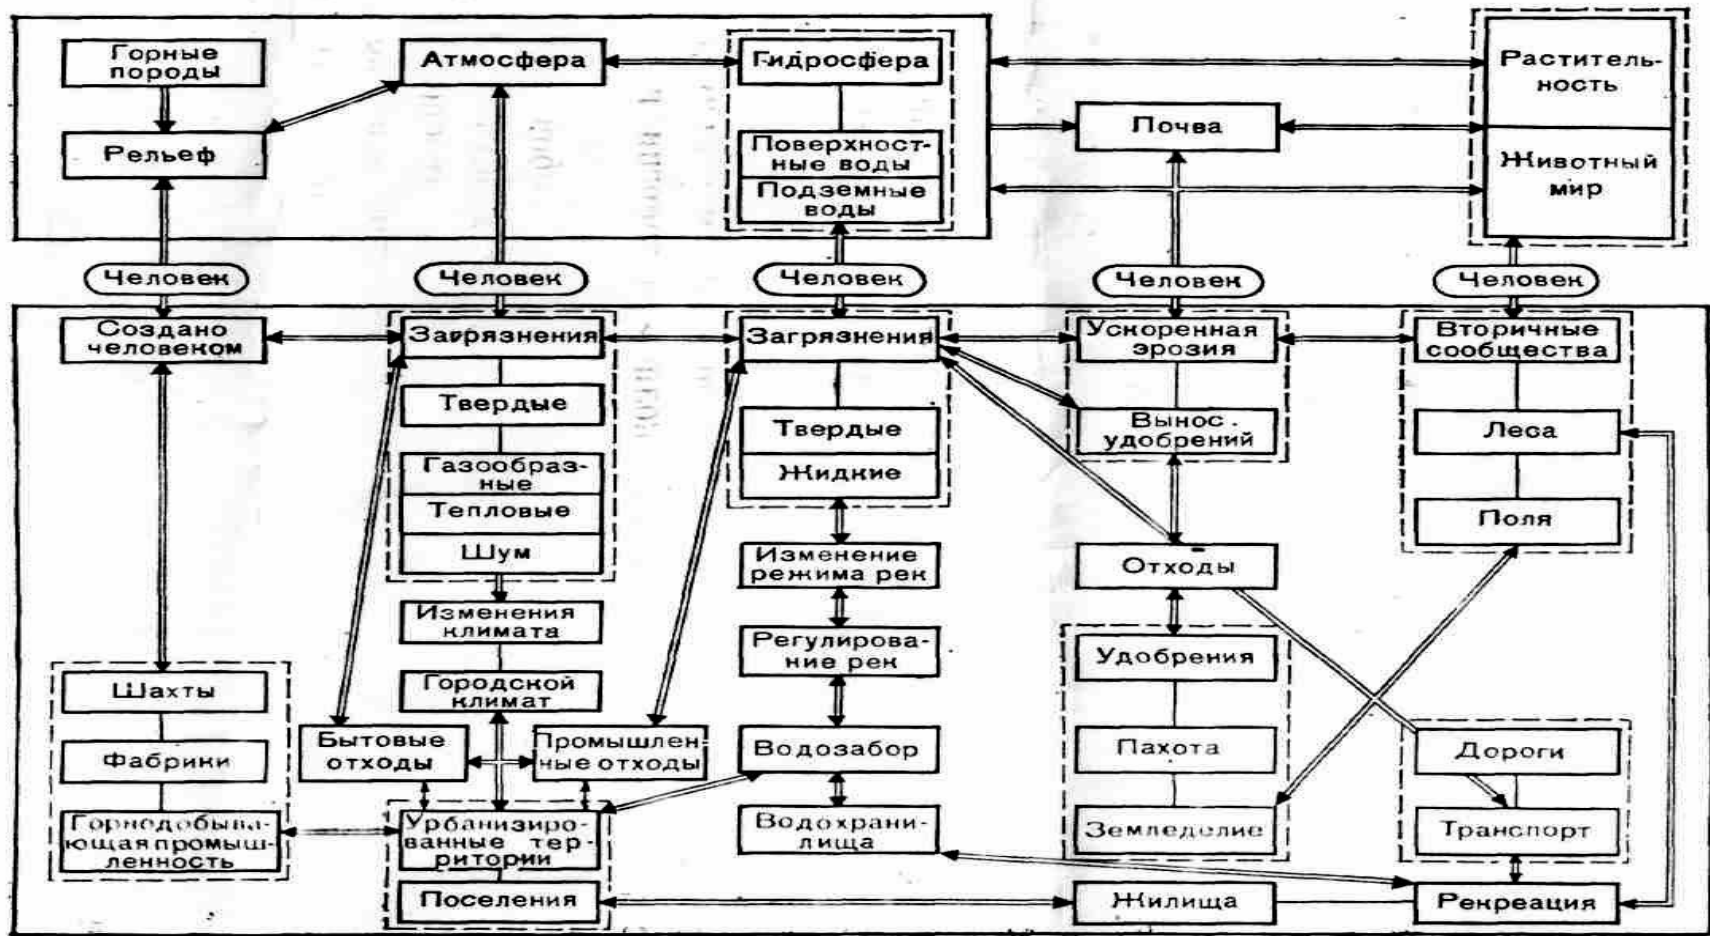 Горные
породы
Атмосфера
Гидросфера
Раститель-
ность
Почва
Рельеф
Поверхност-
ные воды
Животный
мир
Подземные
воды
Человек
Человек
Человек
Человек
Человек
Создано
человеком
Загрязнения
Загрязнения
Ускоренная
эрозия
Вторичные
сообщества
Твердые
Твердые
Вынос
удобрений
Леса
Газообраз-
ные
Жидкие
Тепловые
Поля
Шум
Изменение
режима рек
Отходы
Изменения
климата
Регулирова-
ние рек
Удобрения
Шахты
Городской
климат
Бытовые
отходы
Промышлен-
ные отходы
Водозабор
Пахота
Дороги
Фабрики
Горнодобыва-
ющая промыш-
ленность
Урбанизиро-
ванные тер-
ритории
Водохрани-
лища
Земледелие
Транспорт
Поселения
Жилища
Рекреация